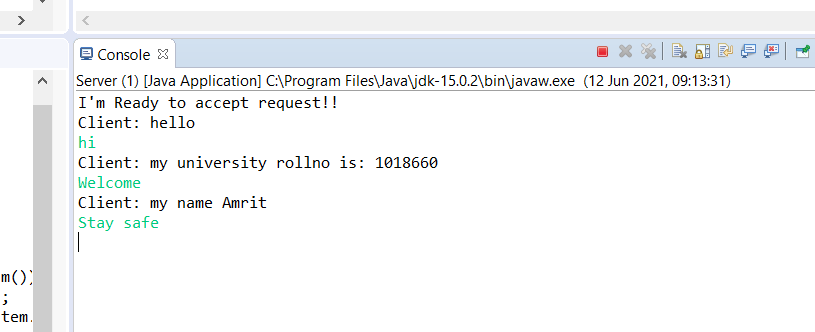 Console
Server (1) [Java Application] C:\Program Files\Java\jdk-15.0.2\bin\javaw.exe (12 Jun 2021, 09:13:31)
I'm Ready to accept request!!
Client: hello
hi
Client: my university rollno is: 1018660
Welcome
Client: my name Amrit
Stay safe
m())
;
tem.